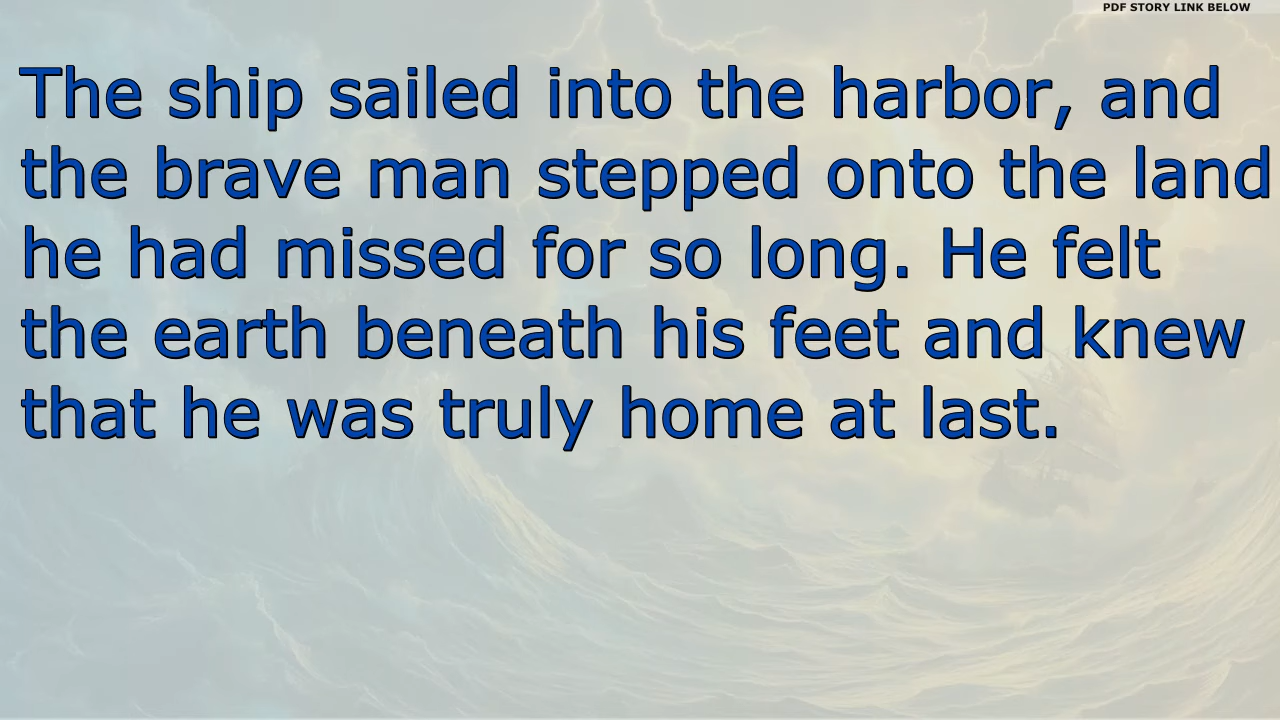 PDF STORY LINK BELOW
The ship sailed into the harbor, and
the brave man stepped onto the land
he had missed for so long. He felt
the earth beneath his feet and knew
that he was truly home at last.